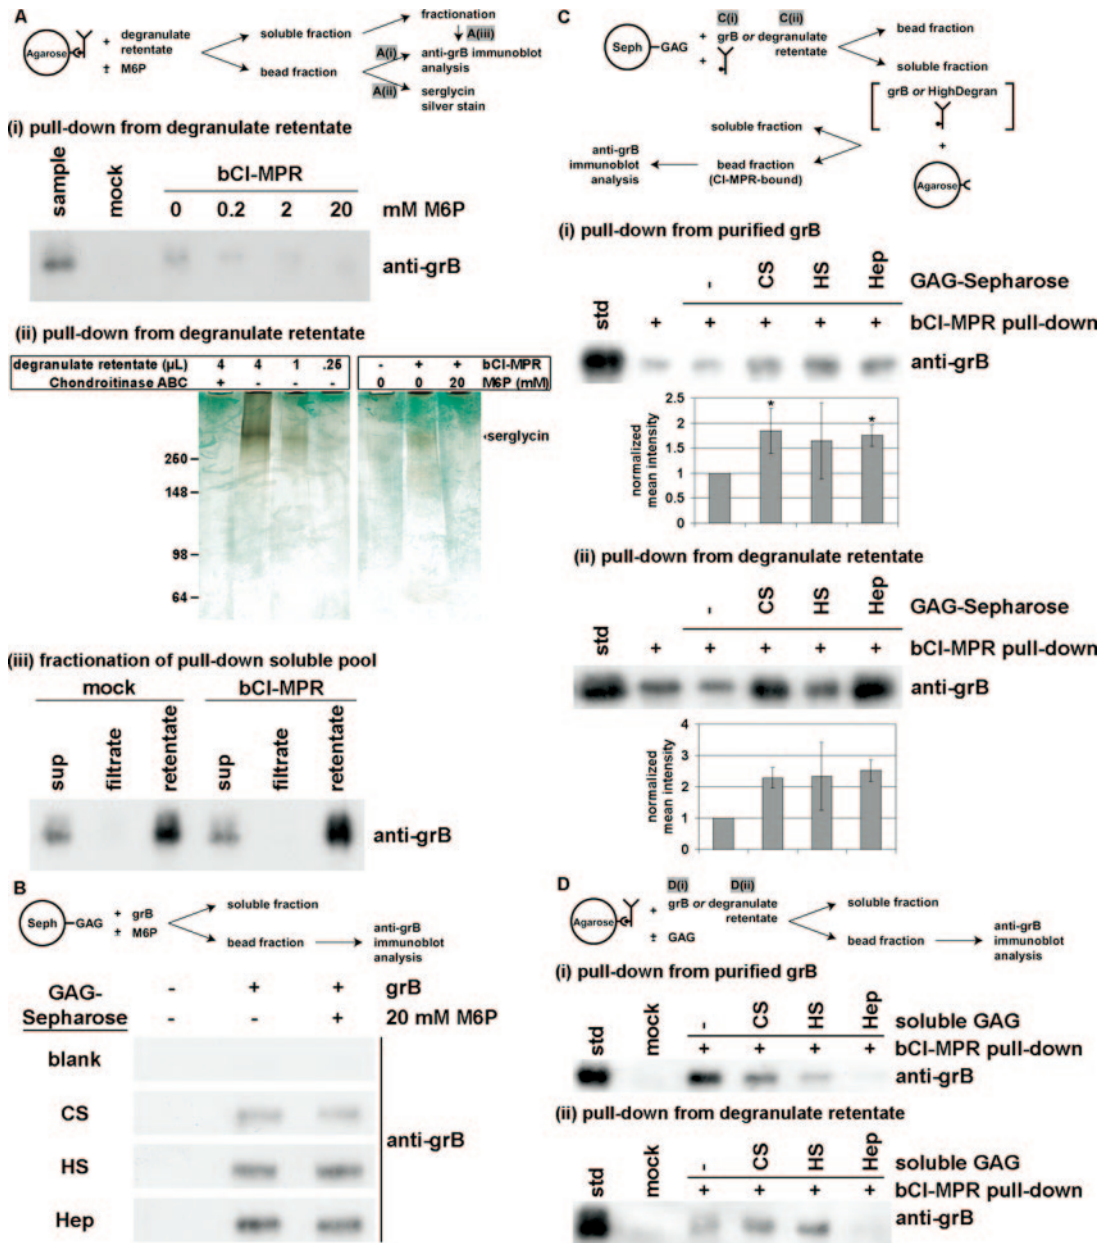 A
Agarose
+ degranulate
retentate
± M6P
soluble fraction
bead fraction
fractionation
A(iii)
A(i)
anti-grB immunoblot
analysis
A(ii)
serglycin
silver stain
(i) pull-down from degranulate retentate
sample
mock
bCI-MPR
0 0.2 2 20 mM M6P
anti-grB
(ii) pull-down from degranulate retentate
degranulate retentate (µL) 4 4 1 .25
Chondroitinase ABC + - - -
- + + bCI-MPR
0 0 20 M6P (mM)
serglycin
250
148
98
64
(iii) fractionation of pull-down soluble pool
mock bCI-MPR
sup filtrate retentate sup filtrate retentate
anti-grB
B
Seph GAG
+ grB
± M6P
soluble fraction
bead fraction
anti-grB
immunoblot
analysis
GAG-
Sepharose
- + + grB
- - + 20 mM M6P
blank
CS
HS
Hep
anti-grB
C
Seph GAG
C(i) C(ii)
+ grB or degranulate
retentate
+
bead fraction
soluble fraction
grB or HighDegran
+
Agarose
soluble fraction
bead fraction
(CI-MPR-bound)
anti-grB
immunoblot
analysis
(i) pull-down from purified grB
std
- CS HS Hep GAG-Sepharose
+ + + + + bCI-MPR pull-down
anti-grB
normalized
mean intensity
2.5
2
1.5
1
0.5
0
* *
(ii) pull-down from degranulate retentate
std
- CS HS Hep GAG-Sepharose
+ + + + + bCI-MPR pull-down
anti-grB
normalized
mean intensity
4
3
2
1
0
D
Agarose
D(i) D(ii)
+ grB or degranulate
retentate
± GAG
soluble fraction
bead fraction
anti-grB
immunoblot
analysis
(i) pull-down from purified grB
std mock
- CS HS Hep soluble GAG
+ + + + bCI-MPR pull-down
anti-grB
(ii) pull-down from degranulate retentate
std mock
- CS HS Hep soluble GAG
+ + + + bCI-MPR pull-down
anti-grB